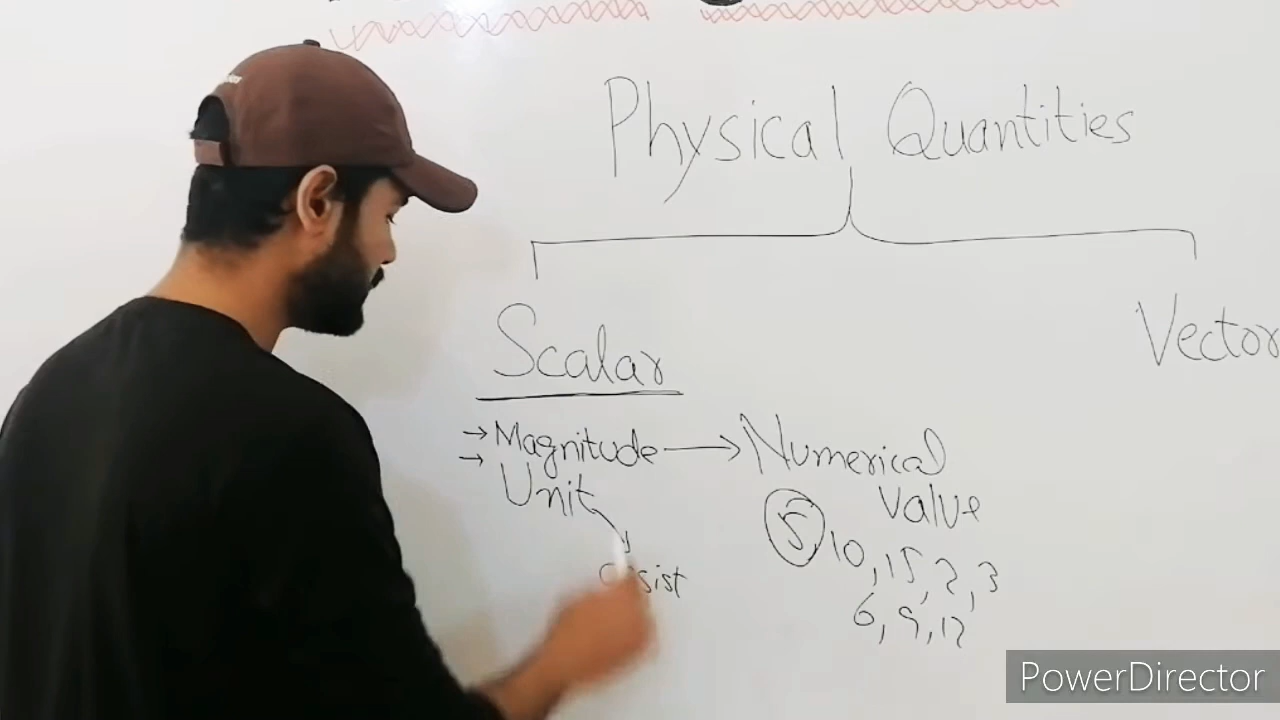 Physical Quantities
Scalar
Vector
→ Magnitude → Numerical
→ Unit
Value
5, 10, 15, 2, 3
6, 9, 12
PowerDirector